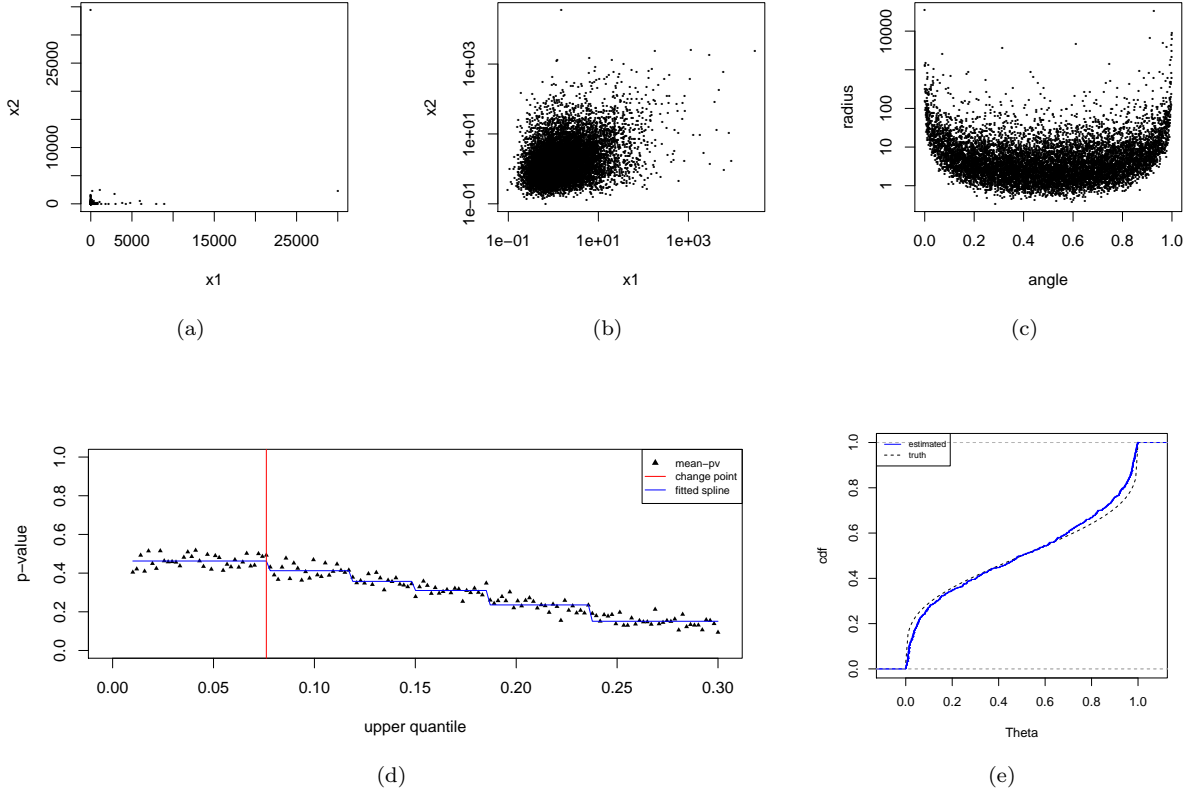 x2
0 10000 25000
0 5000 15000 25000
x1
(a)
x2
1e−01 1e+01 1e+03
1e−01 1e+01 1e+03
x1
(b)
radius
1 10 100 10000
0.0 0.2 0.4 0.6 0.8 1.0
angle
(c)
p−value
0.0 0.2 0.4 0.6 0.8 1.0
mean−pv
change point
fitted spline
0.00 0.05 0.10 0.15 0.20 0.25 0.30
upper quantile
(d)
cdf
0.0 0.2 0.4 0.6 0.8 1.0
estimated
truth
0.0 0.2 0.4 0.6 0.8 1.0
Theta
(e)